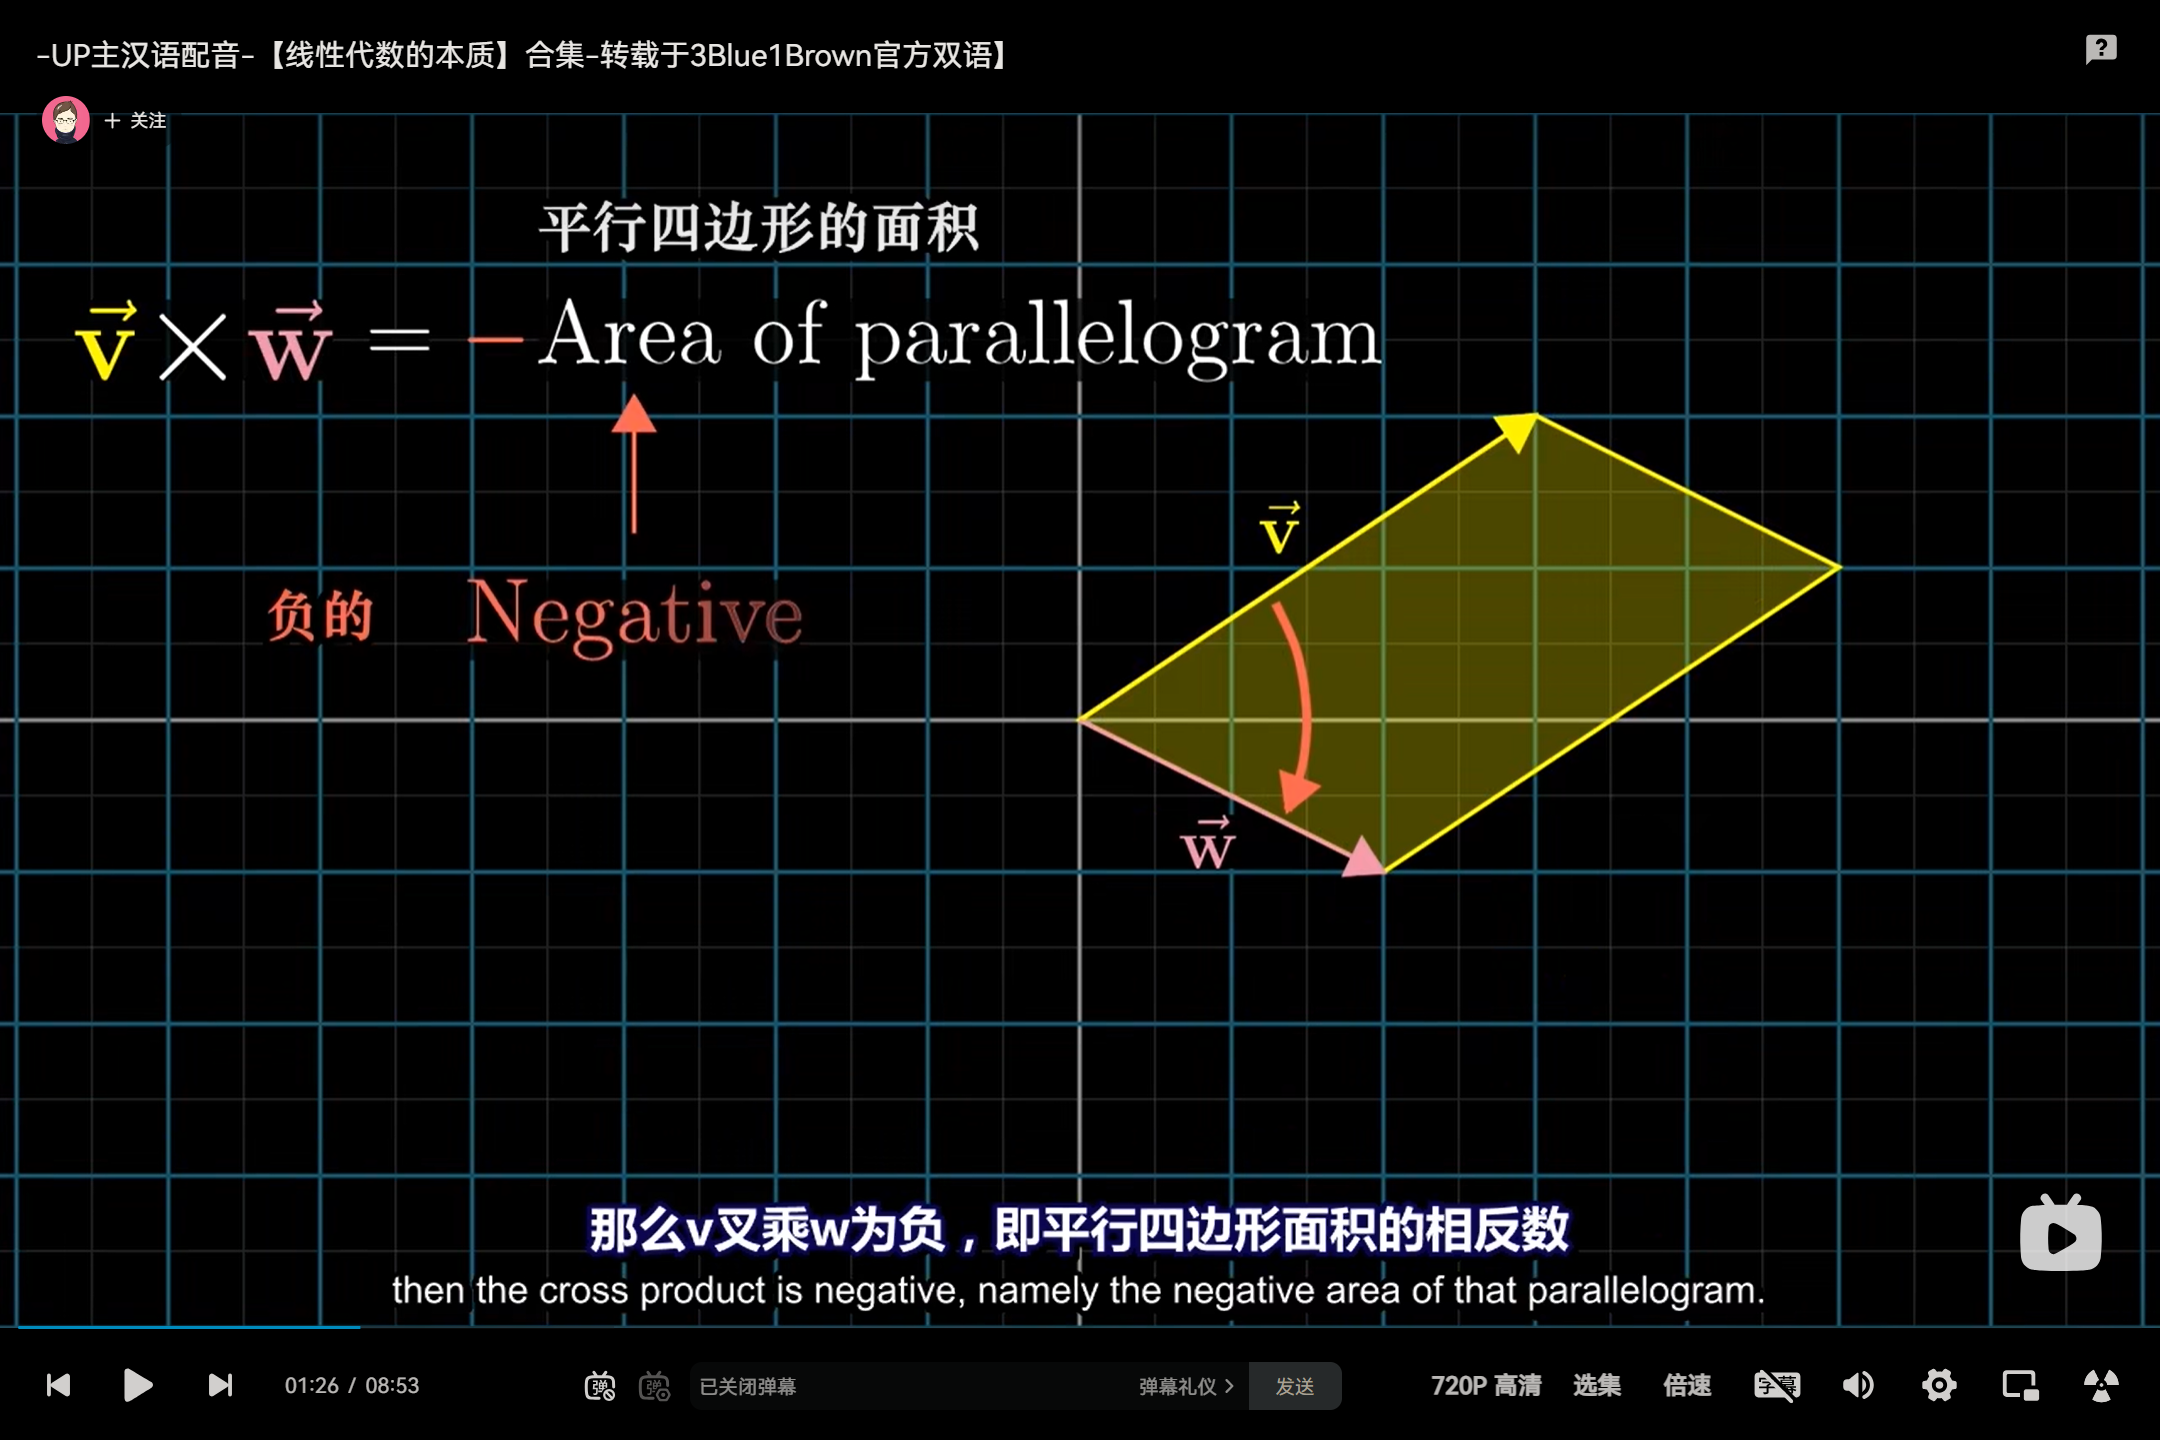 -UP主汉语配音-【线性代数的本质】合集-转载于3Blue1Brown官方双语】
+ 关注
平行四边形的面积
v⃗ × w⃗ = −Area of parallelogram
v⃗
负的 Negative
w⃗
那么v叉乘w为负，即平行四边形面积的相反数
then the cross product is negative, namely the negative area of that parallelogram.
01:26 / 08:53 弹 弹 已关闭弹幕 弹幕礼仪 > 发送 720P 高清 选集 倍速 字幕